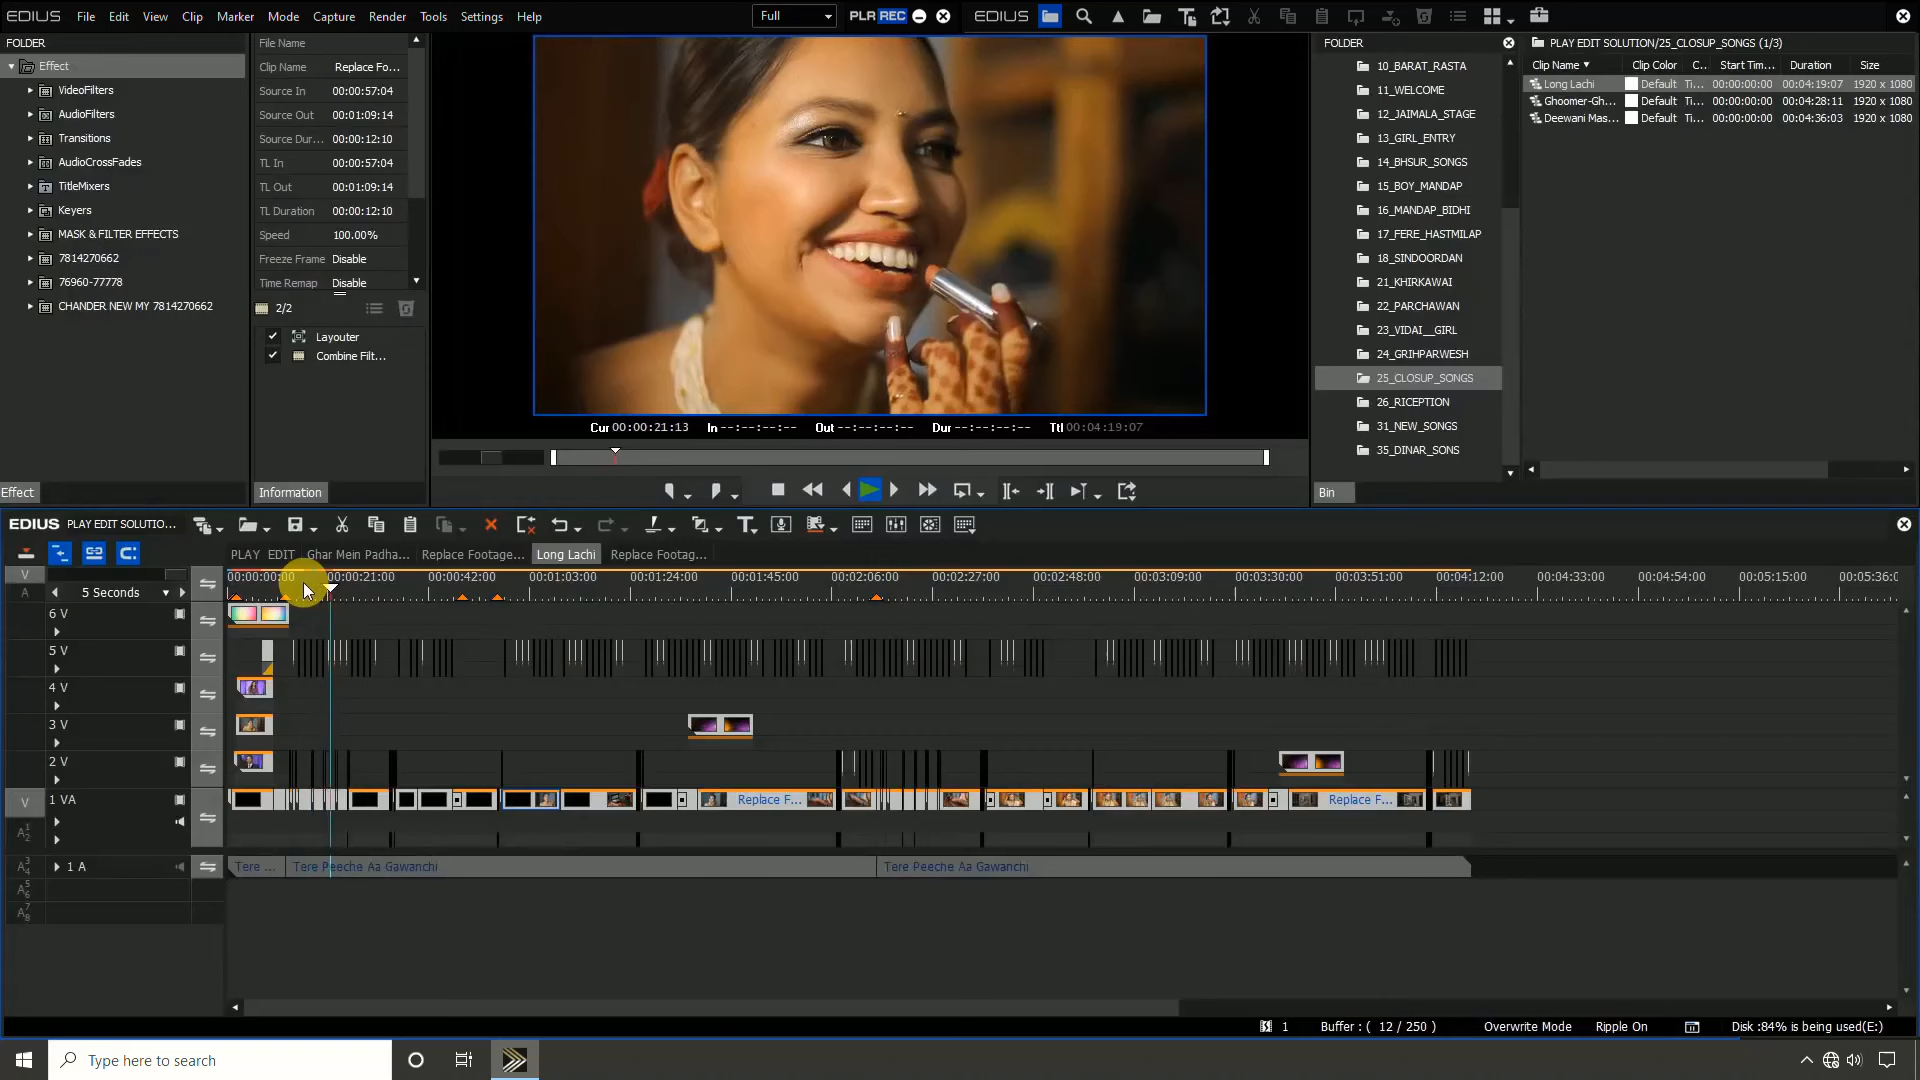 EDIUS File Edit View Clip Marker Mode Capture Render Tools Settings Help Full PLR REC EDIUS
FOLDER
Effect
VideoFilters
AudioFilters
Transitions
AudioCrossFades
TitleMixers
Keyers
MASK & FILTER EFFECTS
7814270662
76960-77778
CHANDER NEW MY 7814270662
Effect
File Name
Clip Name Replace Fo...
Source In 00:00:57:04
Source Out 00:01:09:14
Source Dur... 00:00:12:10
TL In 00:00:57:04
TL Out 00:01:09:14
TL Duration 00:00:12:10
Speed 100.00%
Freeze Frame Disable
Time Remap Disable
2/2
Layouter
Combine Filt...
Information
Cur 00:00:21:13 In --:--:--:-- Out --:--:--:-- Dur --:--:--:-- Ttl 00:04:19:07
FOLDER
10_BARAT_RASTA
11_WELCOME
12_JAIMALA_STAGE
13_GIRL_ENTRY
14_BHSUR_SONGS
15_BOY_MANDAP
16_MANDAP_BIDHI
17_FERE_HASTMILAP
18_SINDOORDAN
21_KHIRKAWAI
22_PARCHAWAN
23_VIDAI__GIRL
24_GRIHPARWESH
25_CLOSUP_SONGS
26_RICEPTION
31_NEW_SONGS
35_DINAR_SONS
Bin
PLAY EDIT SOLUTION/25_CLOSUP_SONGS (1/3)
Clip Name Clip Color C... Start Tim... Duration Size
Long Lachi Default Ti... 00:00:00:00 00:04:19:07 1920 x 1080
Ghoomer-Gh... Default Ti... 00:00:00:00 00:04:28:11 1920 x 1080
Deewani Mas... Default Ti... 00:00:00:00 00:04:36:03 1920 x 1080
EDIUS PLAY EDIT SOLUTIO...
PLAY EDIT Ghar Mein Padha... Replace Footage... Long Lachi Replace Footag...
V 00:00:00:00 00:00:21:00 00:00:42:00 00:01:03:00 00:01:24:00 00:01:45:00 00:02:06:00 00:02:27:00 00:02:48:00 00:03:09:00 00:03:30:00 00:03:51:00 00:04:12:00 00:04:33:00 00:04:54:00 00:05:15:00 00:05:36:0
A 5 Seconds
6 V
5 V
4 V
3 V
2 V
V 1 VA Replace F... Replace F...
A1
A2
A3
A4
1 A Tere ... Tere Peeche Aa Gawanchi Tere Peeche Aa Gawanchi
A5
A6
A7
A8
1 Buffer : ( 12 / 250 ) Overwrite Mode Ripple On Disk :84% is being used(E:)
Type here to search